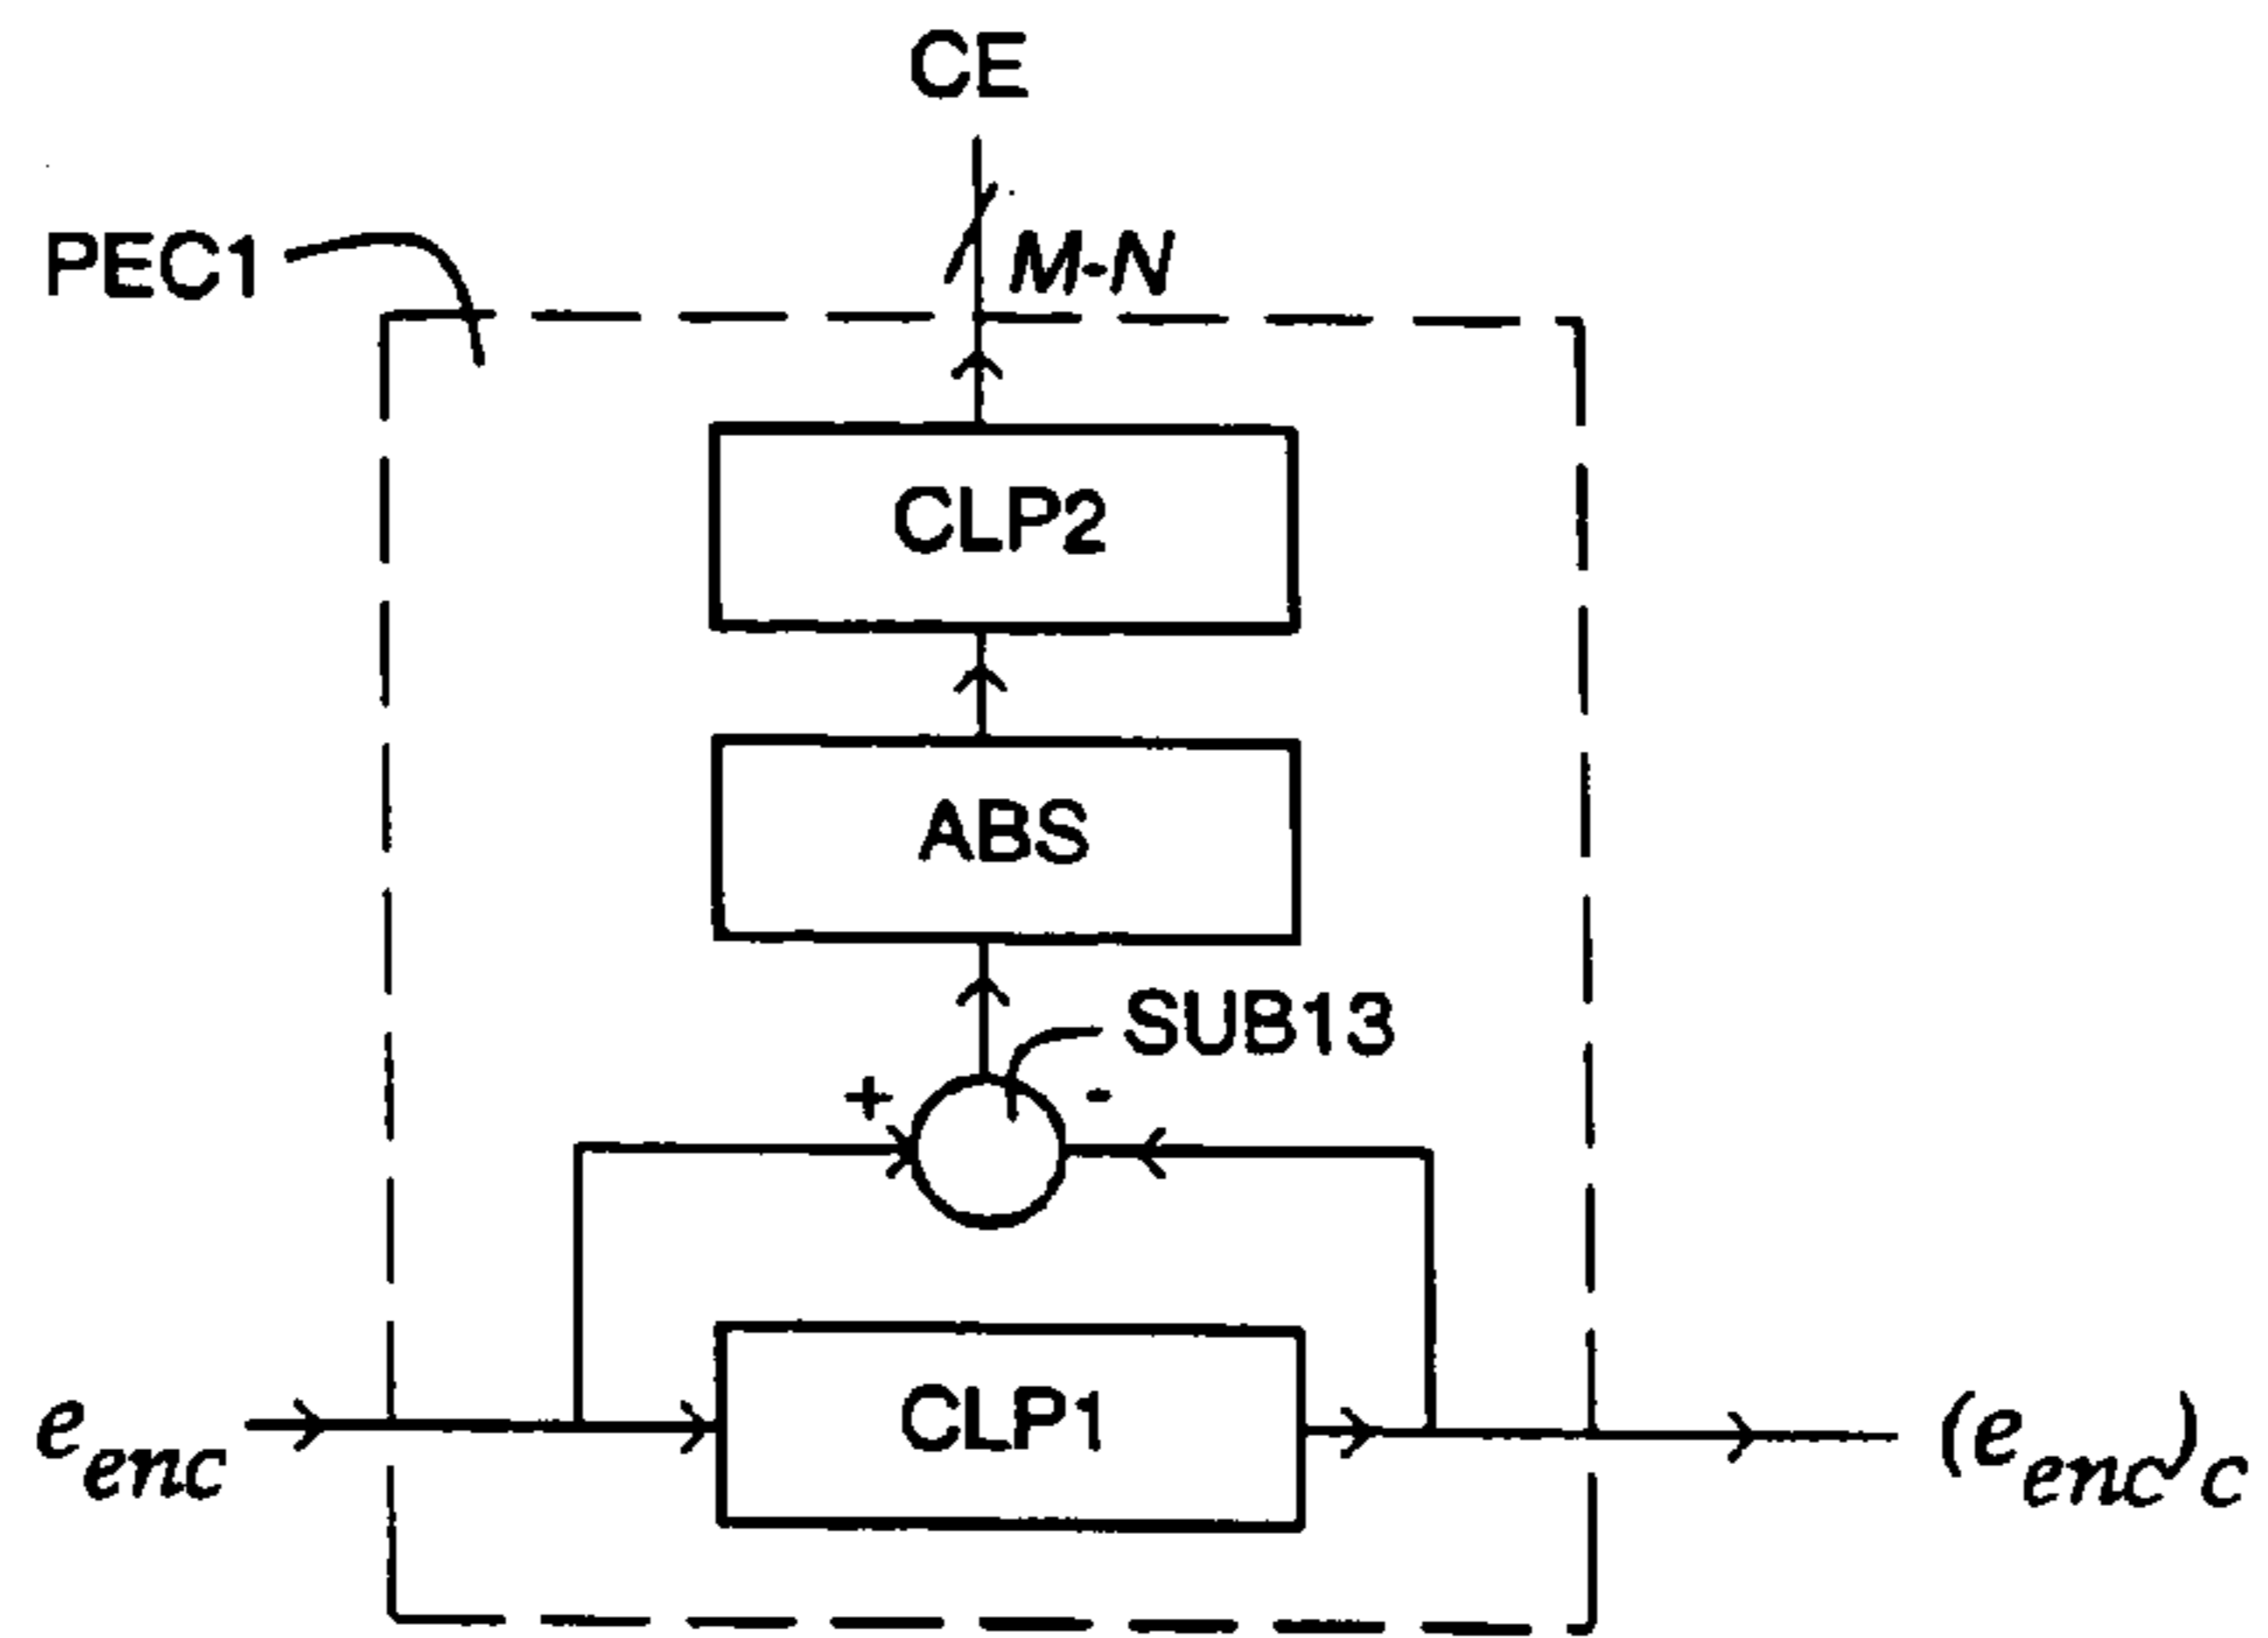 CE
M-N
PEC1
CLP2
ABS
SUB13
+
-
CLP1
e_enc
(e_enc)_c